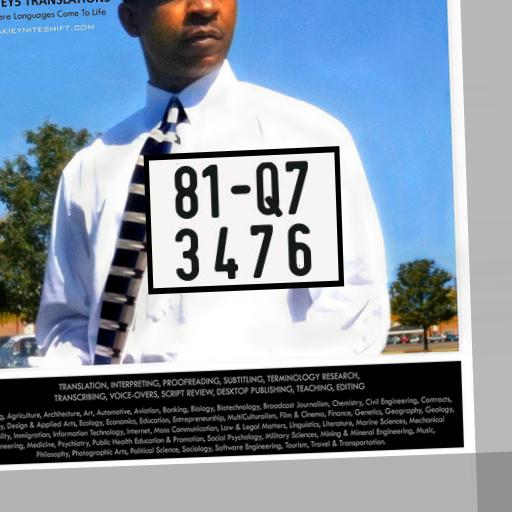 EYS TRANSLATIONS
ere Languages Come To Life
AKIEYNITESHIFT.COM
81-Q7
3476
TRANSLATION, INTERPRETING, PROOFREADING, SUBTITLING, TERMINOLOGY RESEARCH,
TRANSCRIBING, VOICE-OVERS, SCRIPT REVIEW, DESKTOP PUBLISHING, TEACHING, EDITING
g, Agriculture, Architecture, Art, Automotive, Aviation, Banking, Biology, Biotechnology, Broadcast Journalism, Chemistry, Civil Engineering, Contracts,
y, Design & Applied Arts, Ecology, Economics, Education, Entrepreneurship, MultiCulturalism, Film & Cinema, Finance, Genetics, Geography, Geology,
lity, Immigration, Information Technology, Internet, Mass Communication, Law & Legal Matters, Linguistics, Literature, Marine Sciences, Mechanical
neering, Medicine, Psychiatry, Public Health Education & Promotion, Social Psychology, Military Sciences, Mining & Mineral Engineering, Music,
Philosophy, Photographic Arts, Political Science, Sociology, Software Engineering, Tourism, Travel & Transportation.